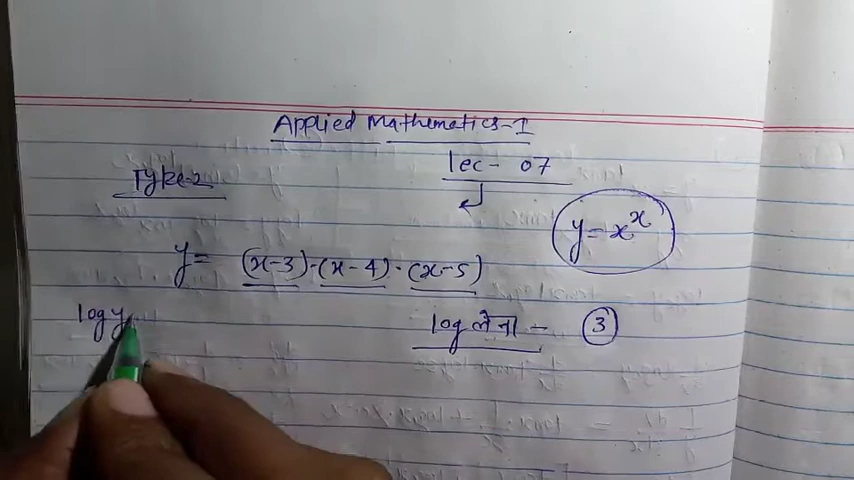 Applied Mathematics-I
lec- 07
Type-2
y = x^x
y = (x-3)·(x-4)·(x-5)
log y
log लेना - 3